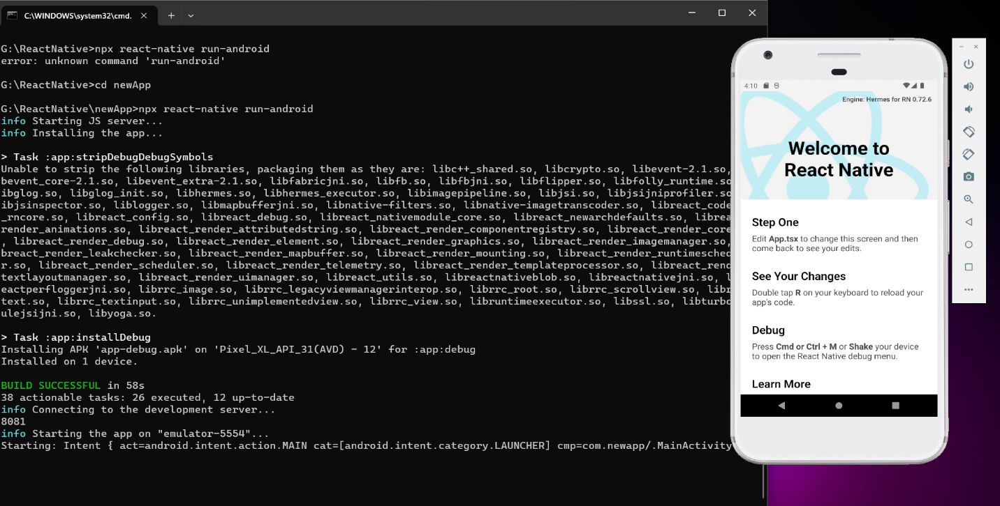 C:\WINDOWS\system32\cmd.
G:\ReactNative>npx react-native run-android
error: unknown command 'run-android'
G:\ReactNative>cd newApp
G:\ReactNative\newApp>npx react-native run-android
info Starting JS server...
info Installing the app...
> Task :app:stripDebugDebugSymbols
Unable to strip the following libraries, packaging them as they are: libc++_shared.so, libcrypto.so, libevent-2.1.so,
bevent_core-2.1.so, libevent_extra-2.1.so, libfabricjni.so, libfb.so, libfbjni.so, libflipper.so, libfolly_runtime.so
ibglog.so, libglog_init.so, libhermes.so, libhermes_executor.so, libimagepipeline.so, libjsi.so, libjsijniprofiler.so
ibjsinspector.so, liblogger.so, libmapbufferjni.so, libnative-filters.so, libnative-imagetranscoder.so, libreact_code
_rncore.so, libreact_config.so, libreact_debug.so, libreact_nativemodule_core.so, libreact_newarchdefaults.so, librea
render_animations.so, libreact_render_attributedstring.so, libreact_render_componentregistry.so, libreact_render_core
, libreact_render_debug.so, libreact_render_element.so, libreact_render_graphics.so, libreact_render_imagemanager.so,
breact_render_leakchecker.so, libreact_render_mapbuffer.so, libreact_render_mounting.so, libreact_render_runtimesched
r.so, libreact_render_scheduler.so, libreact_render_telemetry.so, libreact_render_templateprocessor.so, libreact_rend
textlayoutmanager.so, libreact_render_uimanager.so, libreact_utils.so, libreactnativeblob.so, libreactnativejni.so, l
eactperfloggerjni.so, librrc_image.so, librrc_legacyviewmanagerinterop.so, librrc_root.so, librrc_scrollview.so, libr
text.so, librrc_textinput.so, librrc_unimplementedview.so, librrc_view.so, libruntimeexecutor.so, libssl.so, libturbo
ulejsijni.so, libyoga.so.
> Task :app:installDebug
Installing APK 'app-debug.apk' on 'Pixel_XL_API_31(AVD) - 12' for :app:debug
Installed on 1 device.
BUILD SUCCESSFUL in 58s
38 actionable tasks: 26 executed, 12 up-to-date
info Connecting to the development server...
8081
info Starting the app on "emulator-5554"...
Starting: Intent { act=android.intent.action.MAIN cat=[android.intent.category.LAUNCHER] cmp=com.newapp/.MainActivity
4:10
Engine: Hermes for RN 0.72.6
Welcome to
React Native
Step One
Edit App.tsx to change this screen and then
come back to see your edits.
See Your Changes
Double tap R on your keyboard to reload your
app's code.
Debug
Press Cmd or Ctrl + M or Shake your device
to open the React Native debug menu.
Learn More